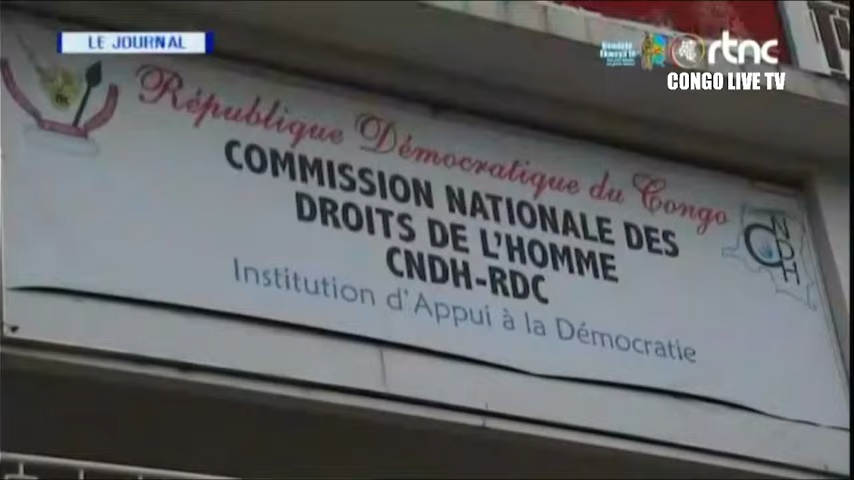 LE JOURNAL
rtnc
CONGO LIVE TV
République Démocratique du Congo
COMMISSION NATIONALE DES
DROITS DE L'HOMME
CNDH-RDC
Institution d'Appui à la Démocratie
CNDH